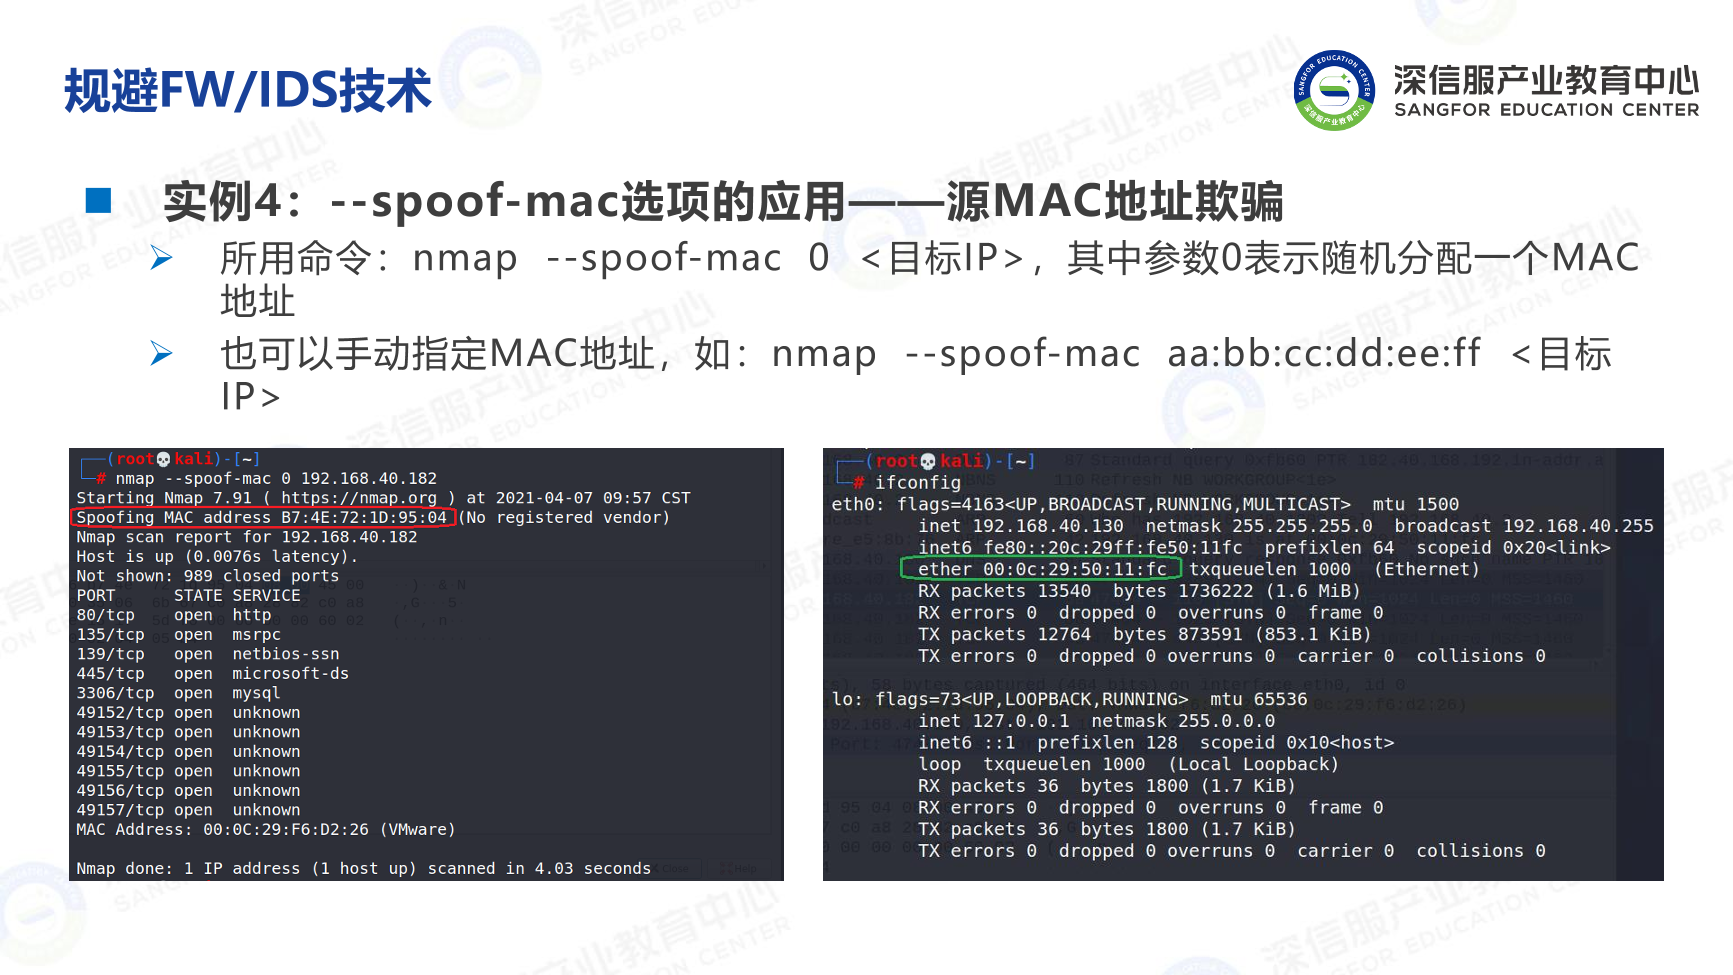 规避FW/IDS技术
深信服产业教育中心
SANGFOR EDUCATION CENTER
实例4：--spoof-mac选项的应用——源MAC地址欺骗
所用命令：nmap --spoof-mac 0 <目标IP>，其中参数0表示随机分配一个MAC
地址
也可以手动指定MAC地址，如：nmap --spoof-mac aa:bb:cc:dd:ee:ff <目标
IP>
(root💀kali)-[~]
# nmap --spoof-mac 0 192.168.40.182
Starting Nmap 7.91 ( https://nmap.org ) at 2021-04-07 09:57 CST
Spoofing MAC address B7:4E:72:1D:95:04 (No registered vendor)
Nmap scan report for 192.168.40.182
Host is up (0.0076s latency).
Not shown: 989 closed ports
PORT STATE SERVICE
80/tcp open http
135/tcp open msrpc
139/tcp open netbios-ssn
445/tcp open microsoft-ds
3306/tcp open mysql
49152/tcp open unknown
49153/tcp open unknown
49154/tcp open unknown
49155/tcp open unknown
49156/tcp open unknown
49157/tcp open unknown
MAC Address: 00:0C:29:F6:D2:26 (VMware)
Nmap done: 1 IP address (1 host up) scanned in 4.03 seconds
(root💀kali)-[~]
# ifconfig
eth0: flags=4163<UP,BROADCAST,RUNNING,MULTICAST> mtu 1500
inet 192.168.40.130 netmask 255.255.255.0 broadcast 192.168.40.255
inet6 fe80::20c:29ff:fe50:11fc prefixlen 64 scopeid 0x20<link>
ether 00:0c:29:50:11:fc txqueuelen 1000 (Ethernet)
RX packets 13540 bytes 1736222 (1.6 MiB)
RX errors 0 dropped 0 overruns 0 frame 0
TX packets 12764 bytes 873591 (853.1 KiB)
TX errors 0 dropped 0 overruns 0 carrier 0 collisions 0
lo: flags=73<UP,LOOPBACK,RUNNING> mtu 65536
inet 127.0.0.1 netmask 255.0.0.0
inet6 ::1 prefixlen 128 scopeid 0x10<host>
loop txqueuelen 1000 (Local Loopback)
RX packets 36 bytes 1800 (1.7 KiB)
RX errors 0 dropped 0 overruns 0 frame 0
TX packets 36 bytes 1800 (1.7 KiB)
TX errors 0 dropped 0 overruns 0 carrier 0 collisions 0